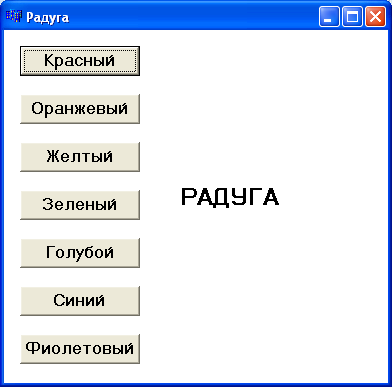 Радуга
Красный
Оранжевый
Желтый
Зеленый
РАДУГА
Голубой
Синий
Фиолетовый